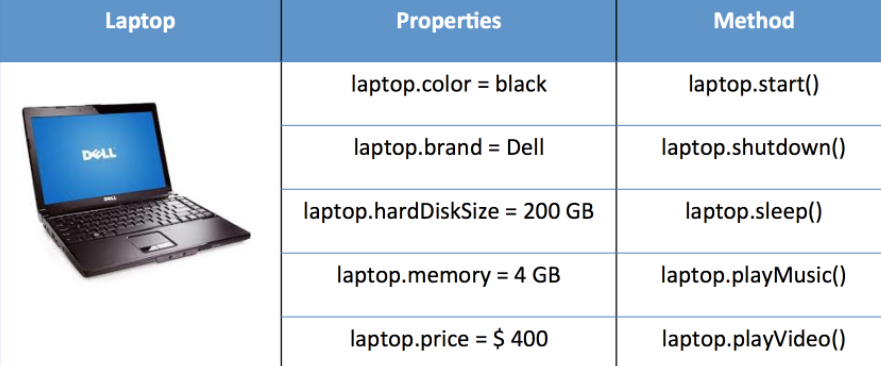 Laptop Properties Method
DELL
DELL
laptop.color = black laptop.start()
laptop.brand = Dell laptop.shutdown()
laptop.hardDiskSize = 200 GB laptop.sleep()
laptop.memory = 4 GB laptop.playMusic()
laptop.price = $ 400 laptop.playVideo()